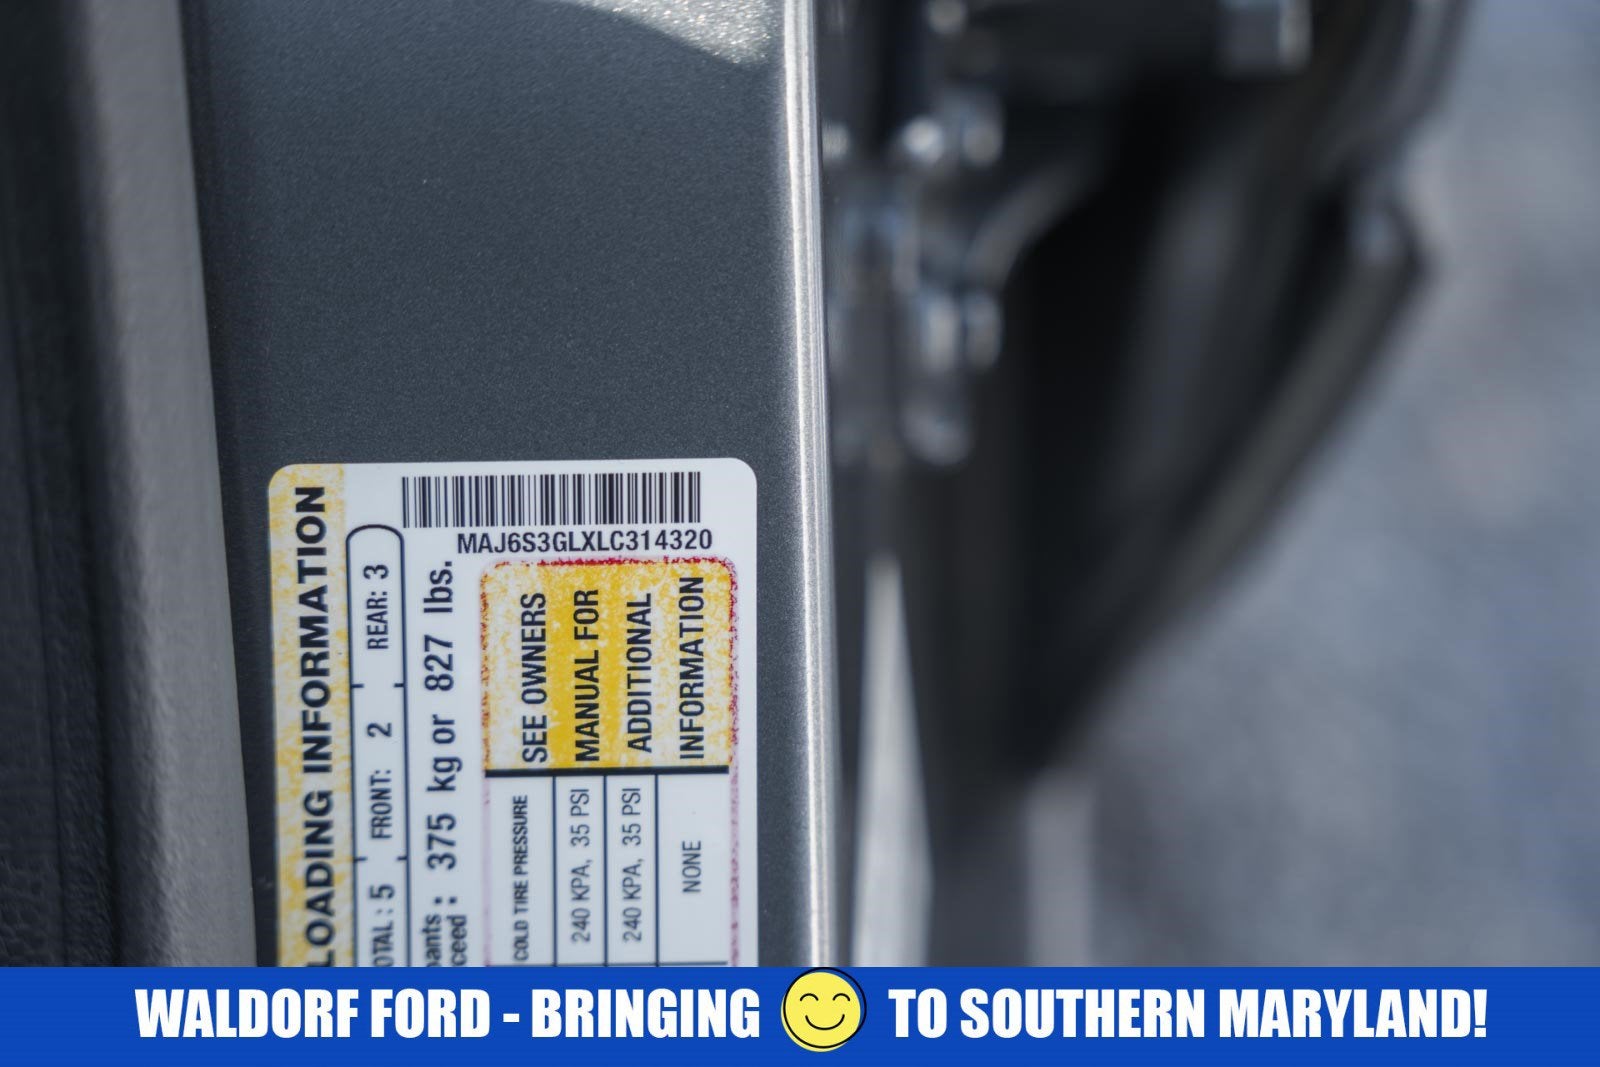 LOADING INFORMATION
OTAL : 5 FRONT: 2 REAR: 3
pants :
ceed : 375 kg or 827 lbs.
MAJ6S3GLXLC314320
COLD TIRE PRESSURE
240 KPA, 35 PSI
240 KPA, 35 PSI
NONE
SEE OWNERS
MANUAL FOR
ADDITIONAL
INFORMATION
WALDORF FORD - BRINGING TO SOUTHERN MARYLAND!